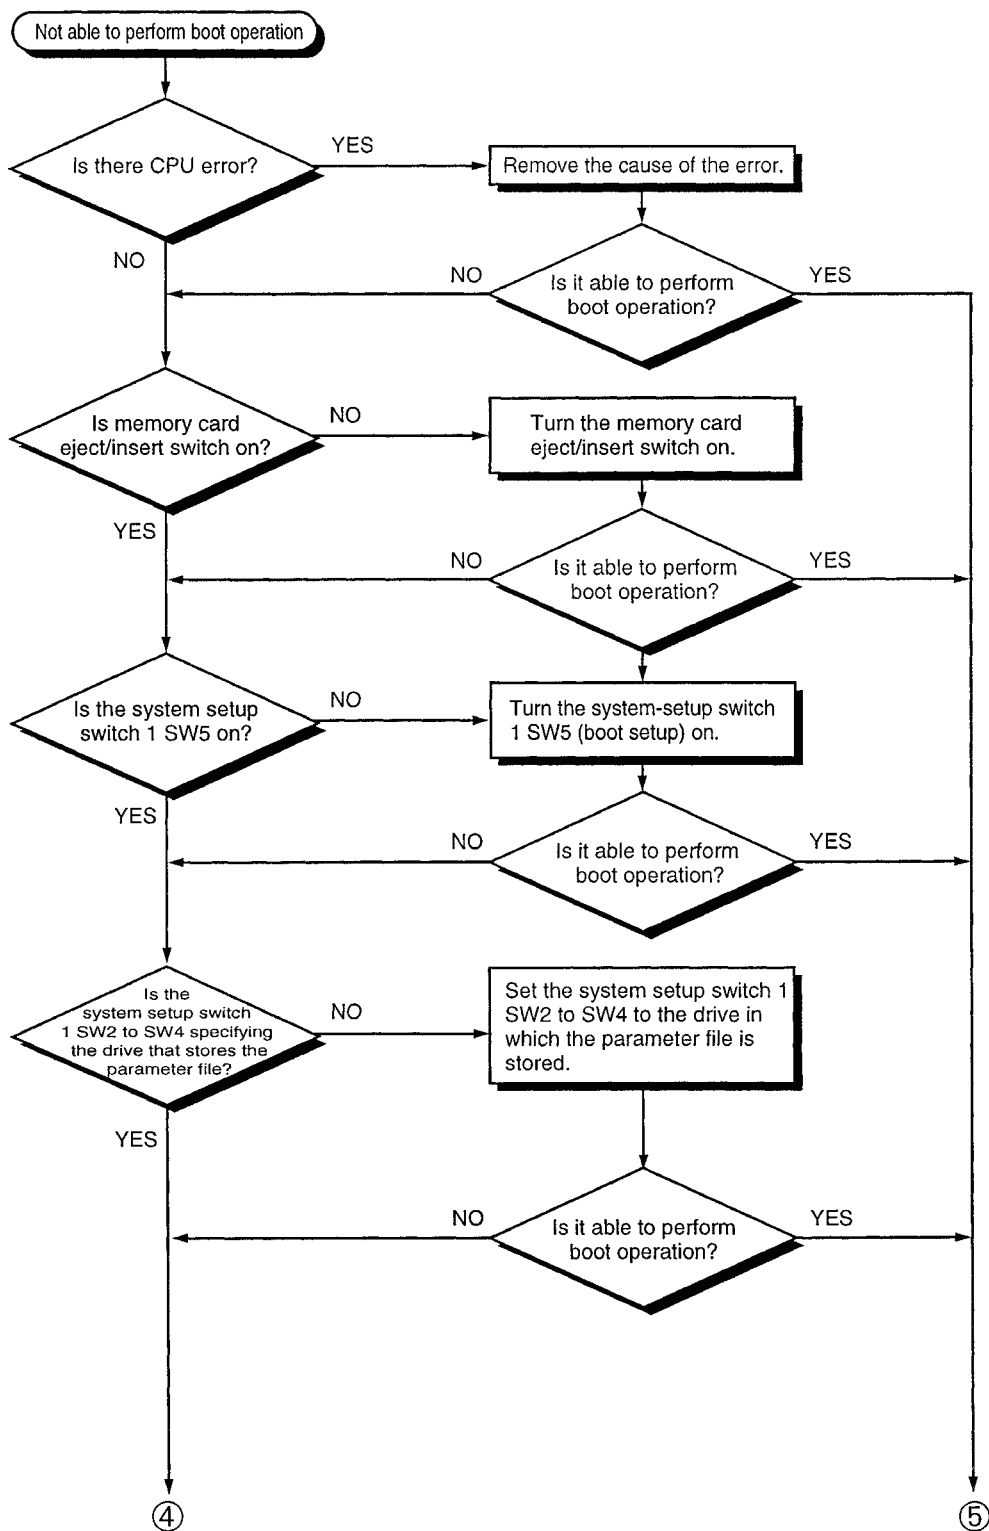 Not able to perform boot operation
YES
Is there CPU error?
Remove the cause of the error.
NO
NO
Is it able to perform
boot operation?
YES
Is memory card
eject/insert switch on?
NO
Turn the memory card
eject/insert switch on.
YES
NO
Is it able to perform
boot operation?
YES
Is the system setup
switch 1 SW5 on?
NO
Turn the system-setup switch
1 SW5 (boot setup) on.
YES
NO
Is it able to perform
boot operation?
YES
Is the
system setup switch
1 SW2 to SW4 specifying
the drive that stores the
parameter file?
NO
Set the system setup switch 1
SW2 to SW4 to the drive in
which the parameter file is
stored.
YES
NO
Is it able to perform
boot operation?
YES
④
⑤